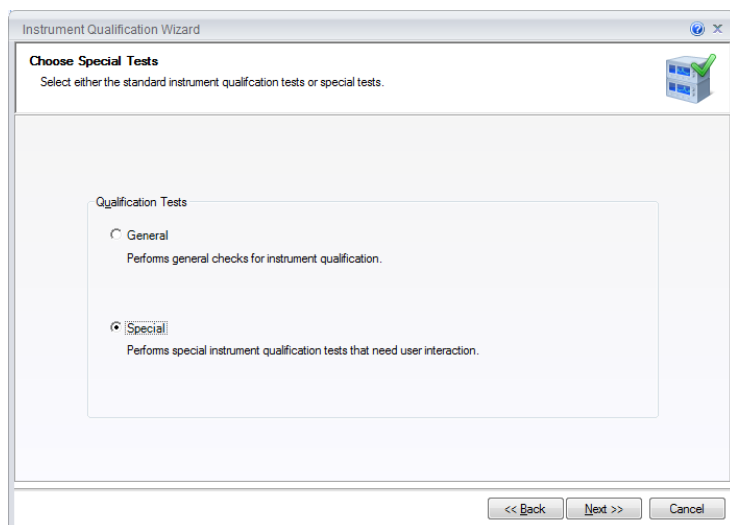 Instrument Qualification Wizard
Choose Special Tests
Select either the standard instrument qualifcation tests or special tests.
Qualification Tests
General
Performs general checks for instrument qualification.
Special
Performs special instrument qualification tests that need user interaction.
<< Back Next >> Cancel